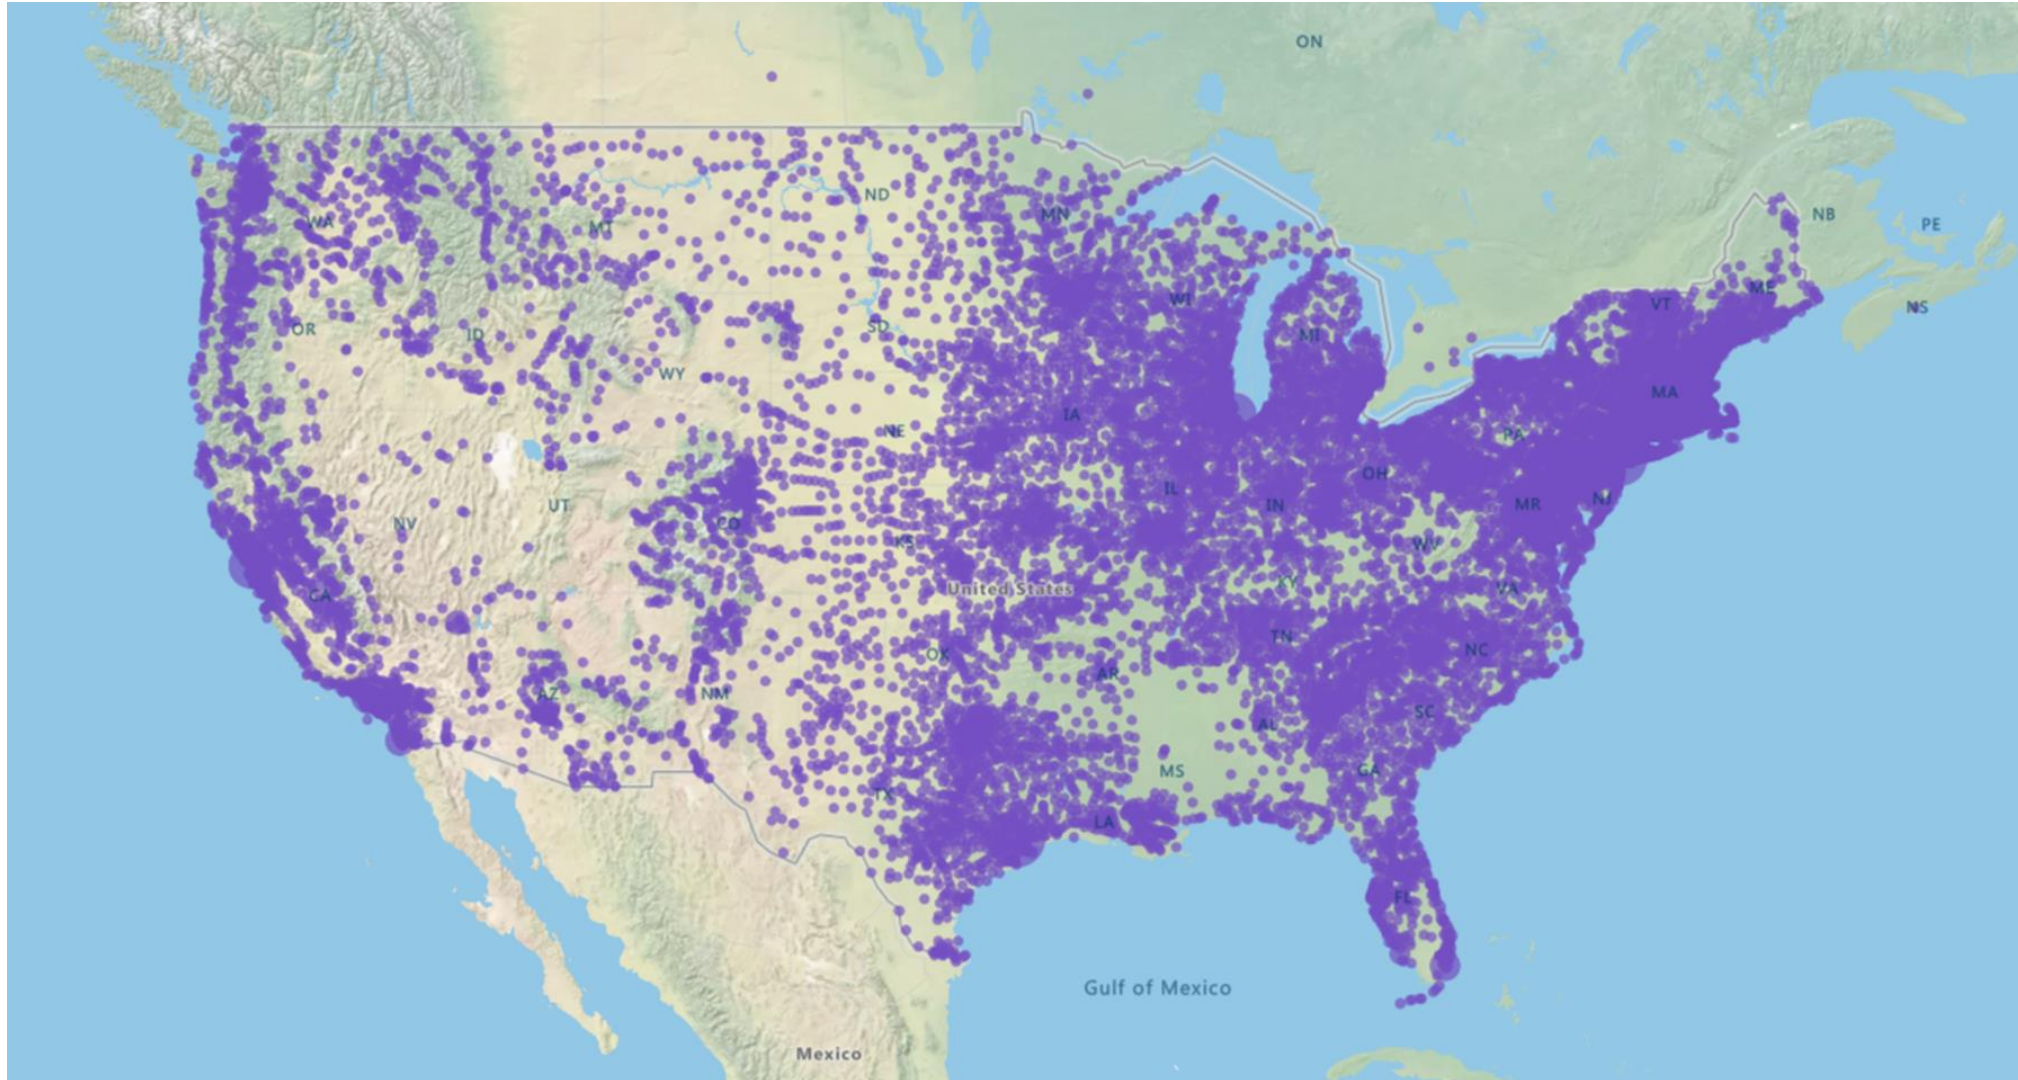 ON
ND
NB
MN
PE
WA
MT
ME
WI
VT
NS
SD
OR
ID
MI
WY
MA
IA
NE
PA
OH
IL
NJ
UT
IN
MR
NV
CO
KS
WV
KY
VA
United States
CA
TN
NC
OK
AR
AZ
NM
SC
AL
MS
GA
TX
LA
FL
Gulf of Mexico
Mexico